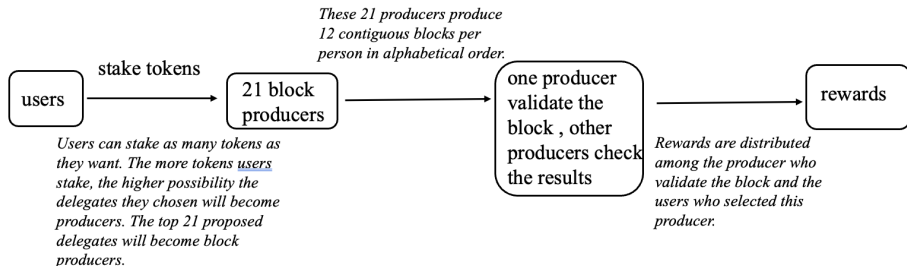 These 21 producers produce
12 contiguous blocks per
person in alphabetical order.
users
stake tokens
21 block
producers
one producer
validate the
block , other
producers check
the results
rewards
Users can stake as many tokens as
they want. The more tokens users
stake, the higher possibility the
delegates they chosen will become
producers. The top 21 proposed
delegates will become block
producers.
Rewards are distributed
among the producer who
validate the block and the
users who selected this
producer.